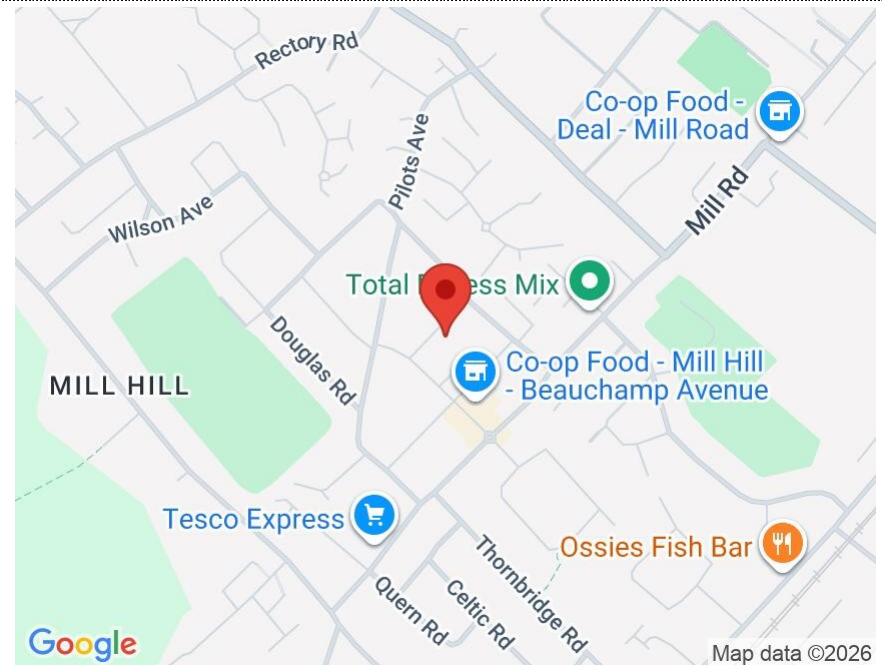 Rectory Rd
Co-op Food -
Deal - Mill Road
Pilots Ave
Mill Rd
Wilson Ave
Total
ess Mix
Douglas Rd
MILL HILL
Co-op Food - Mill Hill
- Beauchamp Avenue
Tesco Express
Ossies Fish Bar
Thornbridge Rd
Celtic Rd
Quern Rd
Google
Map data ©2026